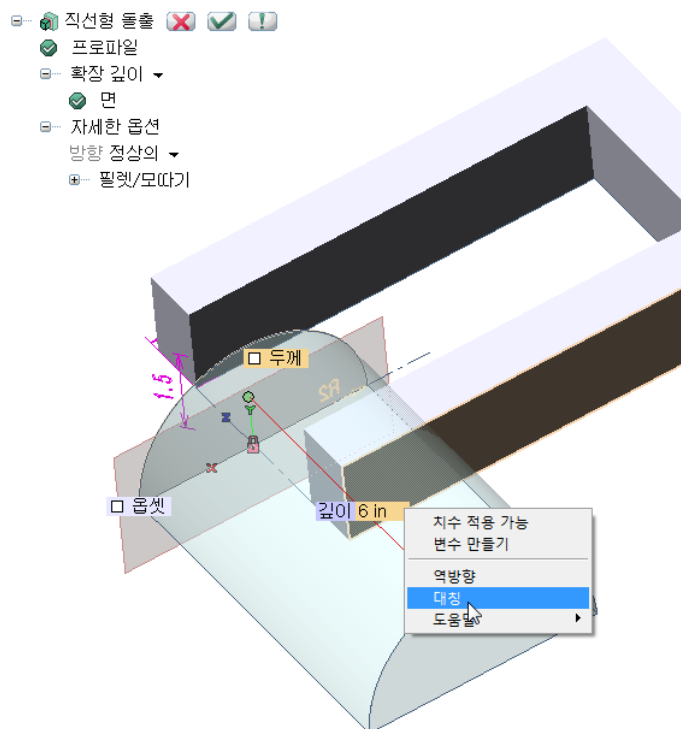 직선형 돌출
프로파일
확장 깊이
면
자세한 옵션
방향 정상의
필렛/모따기
두께
1.5
R2
Y
Z
X
옵셋
깊이 6 in
치수 적용 가능
변수 만들기
역방향
대칭
도움말